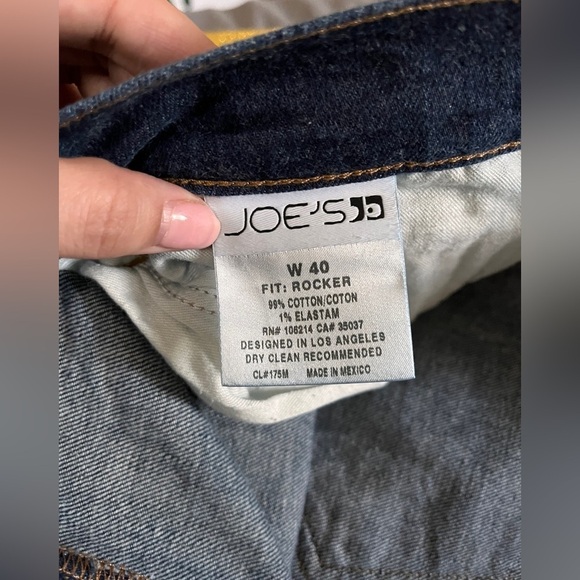 JOE'S
W 40
FIT: ROCKER
99% COTTON/COTON
1% ELASTAM
RN# 106214 CA# 35037
DESIGNED IN LOS ANGELES
DRY CLEAN RECOMMENDED
CL#175M MADE IN MEXICO